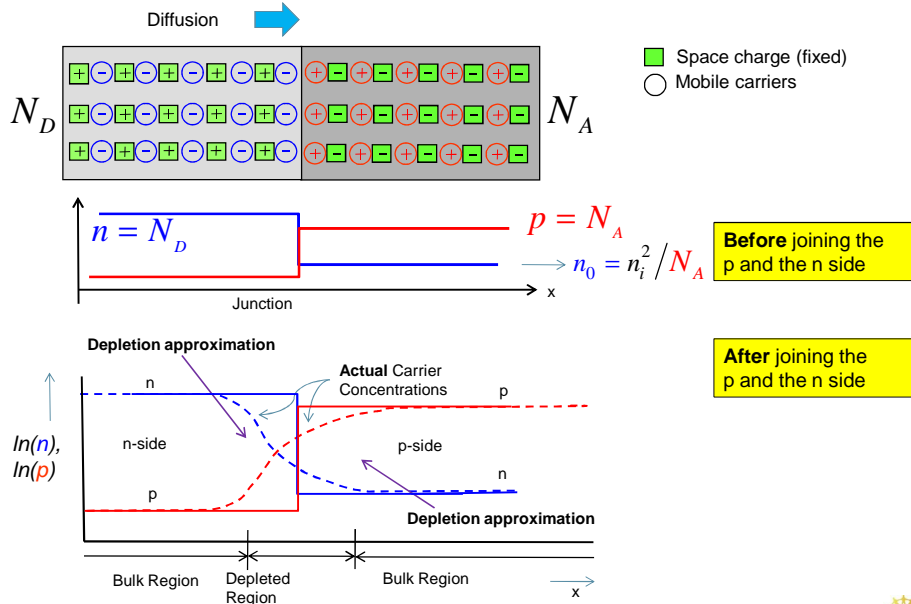 Diffusion
Space charge (fixed)
Mobile carriers
N_D
N_A
n = N_D
p = N_A
n_0 = n_i^2/N_A
Before joining the
p and the n side
Junction
x
Depletion approximation
Actual Carrier
Concentrations
After joining the
p and the n side
n
p
ln(n),
ln(p)
n-side
p-side
p
n
Depletion approximation
Bulk Region
Depleted
Region
Bulk Region
x